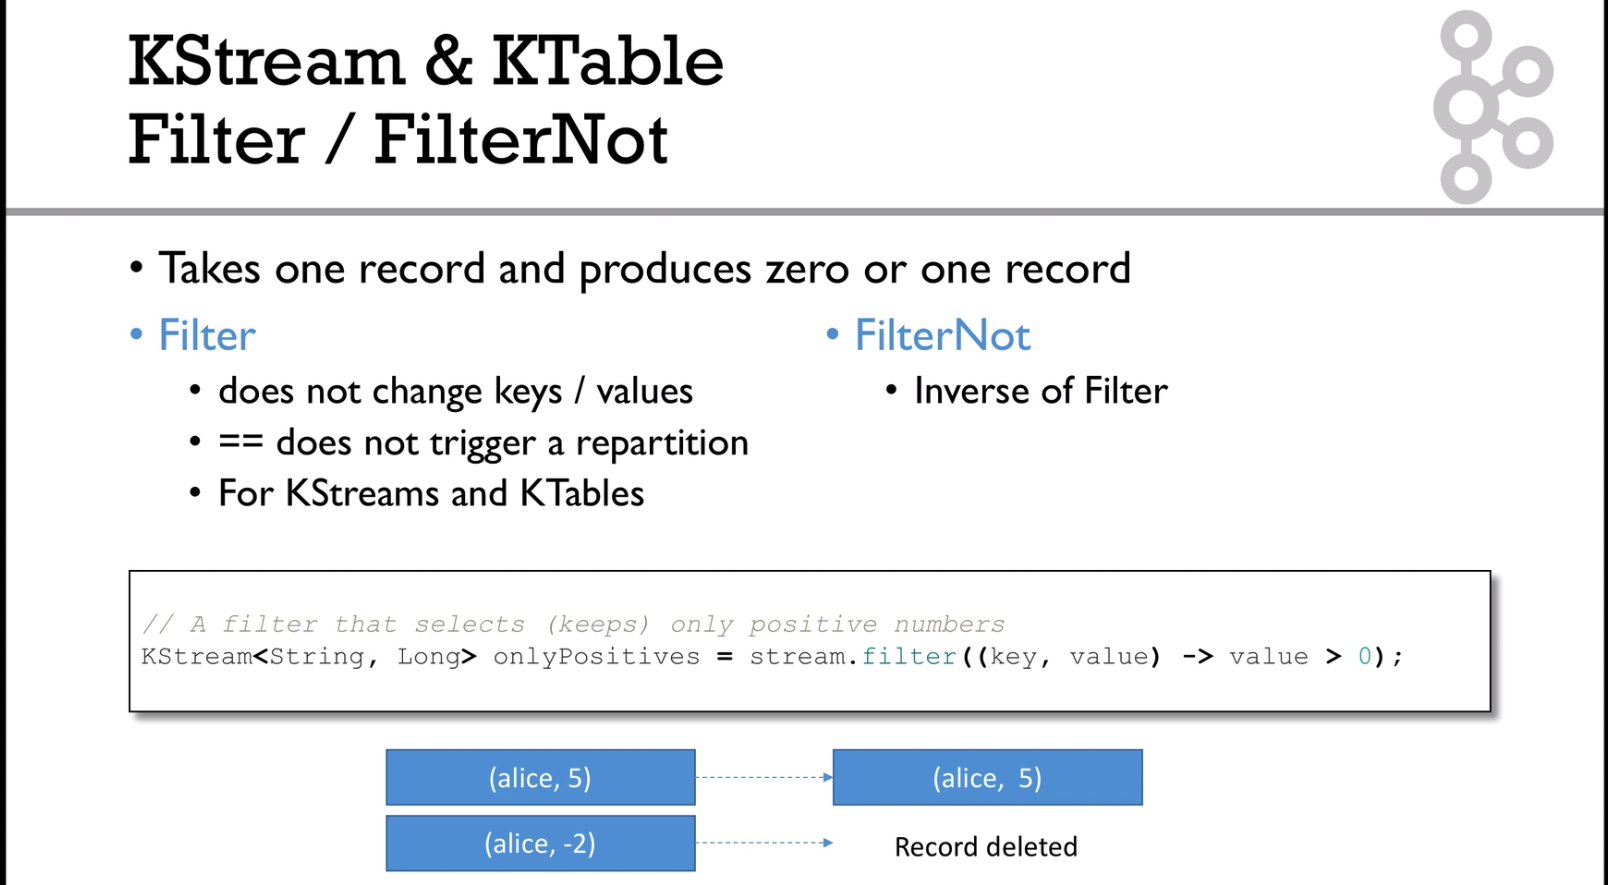 KStream & KTable
Filter / FilterNot
• Takes one record and produces zero or one record
• Filter
• does not change keys / values
• == does not trigger a repartition
• For KStreams and KTables
• FilterNot
• Inverse of Filter
// A filter that selects (keeps) only positive numbers
KStream<String, Long> onlyPositives = stream.filter((key, value) -> value > 0);
(alice, 5)
(alice, 5)
(alice, -2)
Record deleted